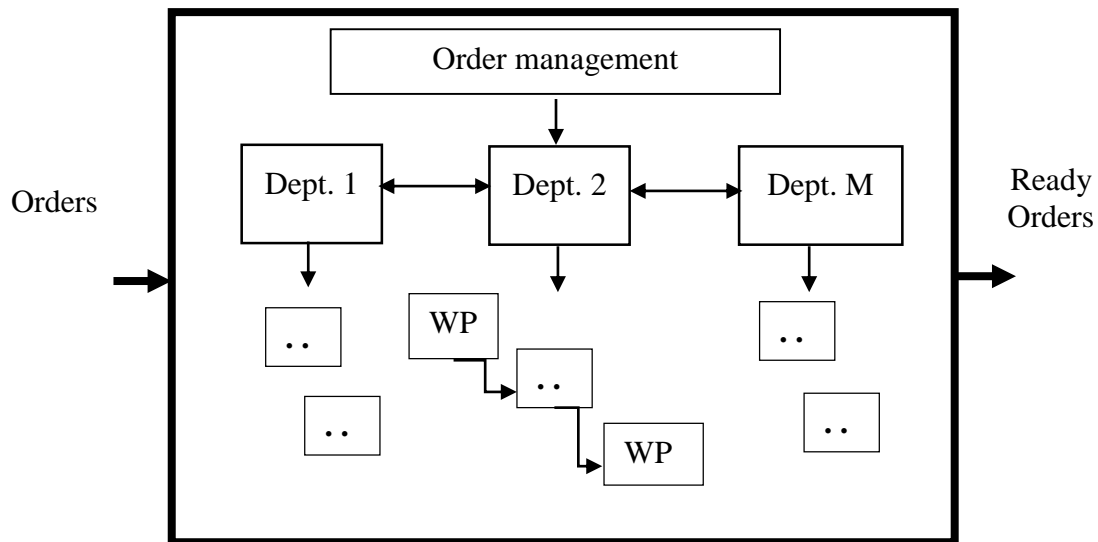 Order management
Dept. 1
Dept. 2
Dept. M
Orders
Ready
Orders
WP
..
..
..
..
..
WP